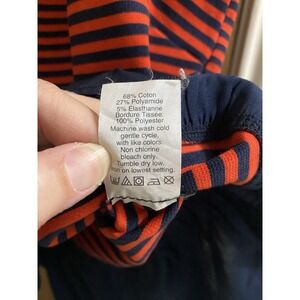 68% Coton
27% Polyamide
5% Elasthanne
Bordure Tissée:
100% Polyester
Machine wash cold
gentle cycle,
with like colors.
Non chlorine
bleach only.
Tumble dry low.
Iron on lowest setting.